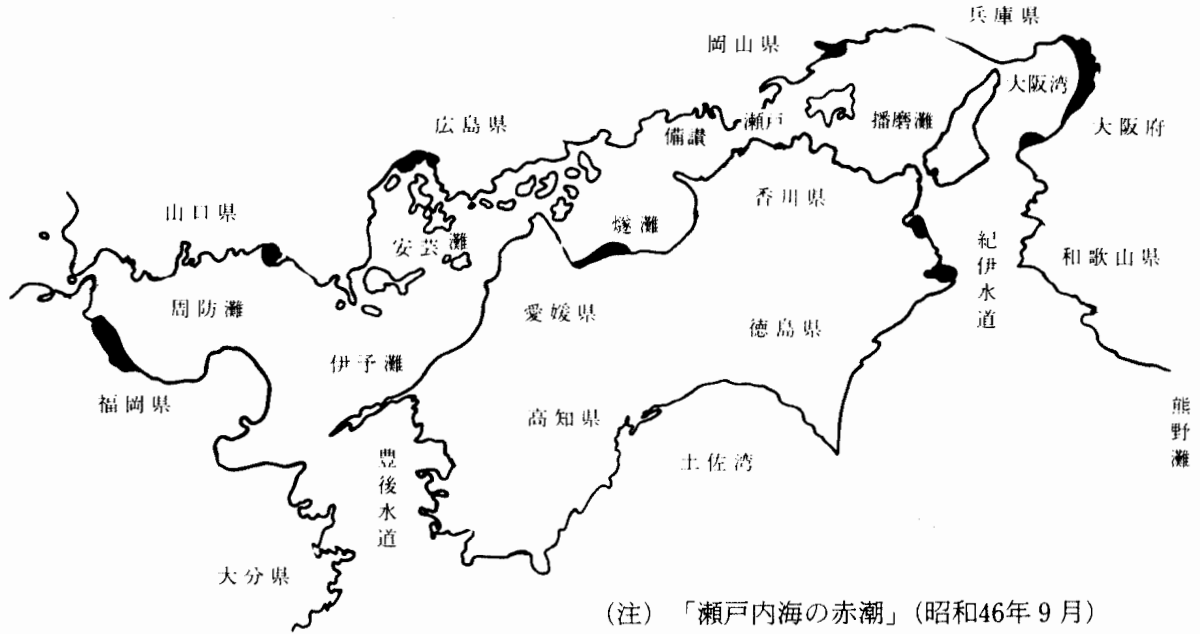 兵庫県
岡山県
大阪湾
大阪府
広島県
備讃
瀬戸
播磨灘
山口県
香川県
燧灘
安芸灘
紀伊水道
和歌山県
周防灘
愛媛県
徳島県
伊予灘
福岡県
高知県
熊野灘
土佐湾
豊後水道
大分県
(注) 「瀬戸内海の赤潮」(昭和46年9月)